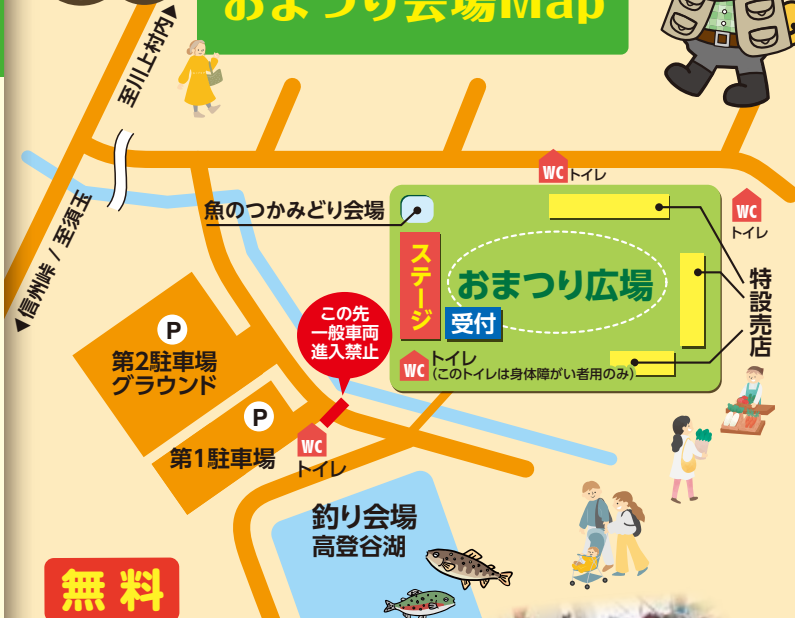 おまつり会場Map
至川上村内▶
◀信州峠 / 至須玉
WC トイレ
WC
トイレ
魚のつかみどり会場
ステージ
おまつり広場
受付
特設売店
WC トイレ
(このトイレは身体障がい者用のみ)
この先
一般車両
進入禁止
P
第2駐車場
グラウンド
P
第1駐車場
WC
トイレ
釣り会場
高登谷湖
無料